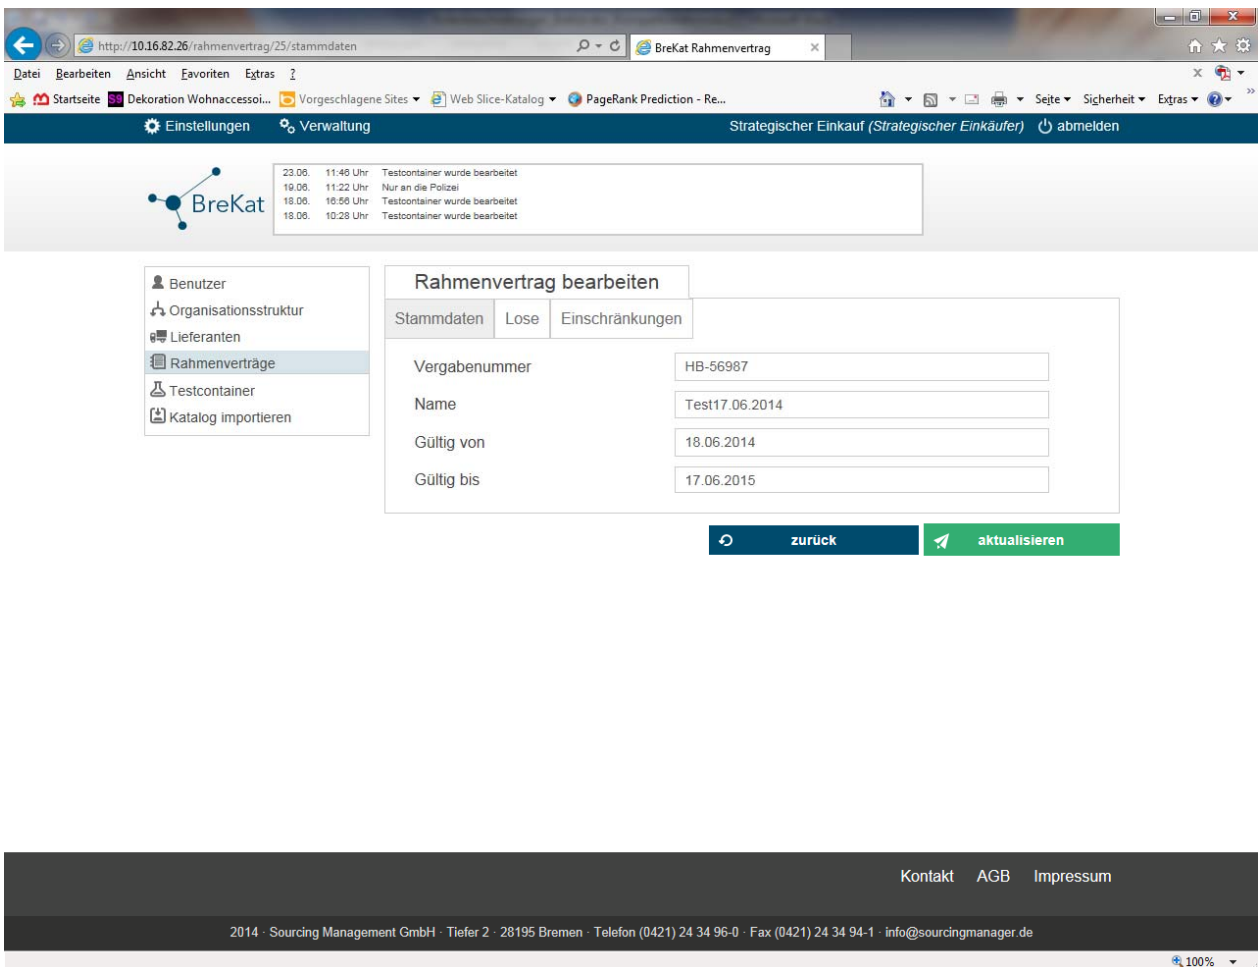 http://10.16.82.26/rahmenvertrag/25/stammdaten
BreKat Rahmenvertrag
Datei Bearbeiten Ansicht Favoriten Extras ?
Startseite S9 Dekoration Wohnaccessoi... Vorgeschlagene Sites Web Slice-Katalog PageRank Prediction - Re... Seite Sicherheit Extras
Einstellungen Verwaltung Strategischer Einkauf (Strategischer Einkäufer) abmelden
BreKat
23.06. 11:46 Uhr Testcontainer wurde bearbeitet
19.06. 11:22 Uhr Nur an die Polizei
18.06. 16:56 Uhr Testcontainer wurde bearbeitet
18.06. 10:28 Uhr Testcontainer wurde bearbeitet
Benutzer
Organisationsstruktur
Lieferanten
Rahmenverträge
Testcontainer
Katalog importieren
Rahmenvertrag bearbeiten
Stammdaten Lose Einschränkungen
Vergabenummer HB-56987
Name Test17.06.2014
Gültig von 18.06.2014
Gültig bis 17.06.2015
zurück aktualisieren
Kontakt AGB Impressum
2014 · Sourcing Management GmbH · Tiefer 2 · 28195 Bremen · Telefon (0421) 24 34 96-0 · Fax (0421) 24 34 94-1 · info@sourcingmanager.de
100%